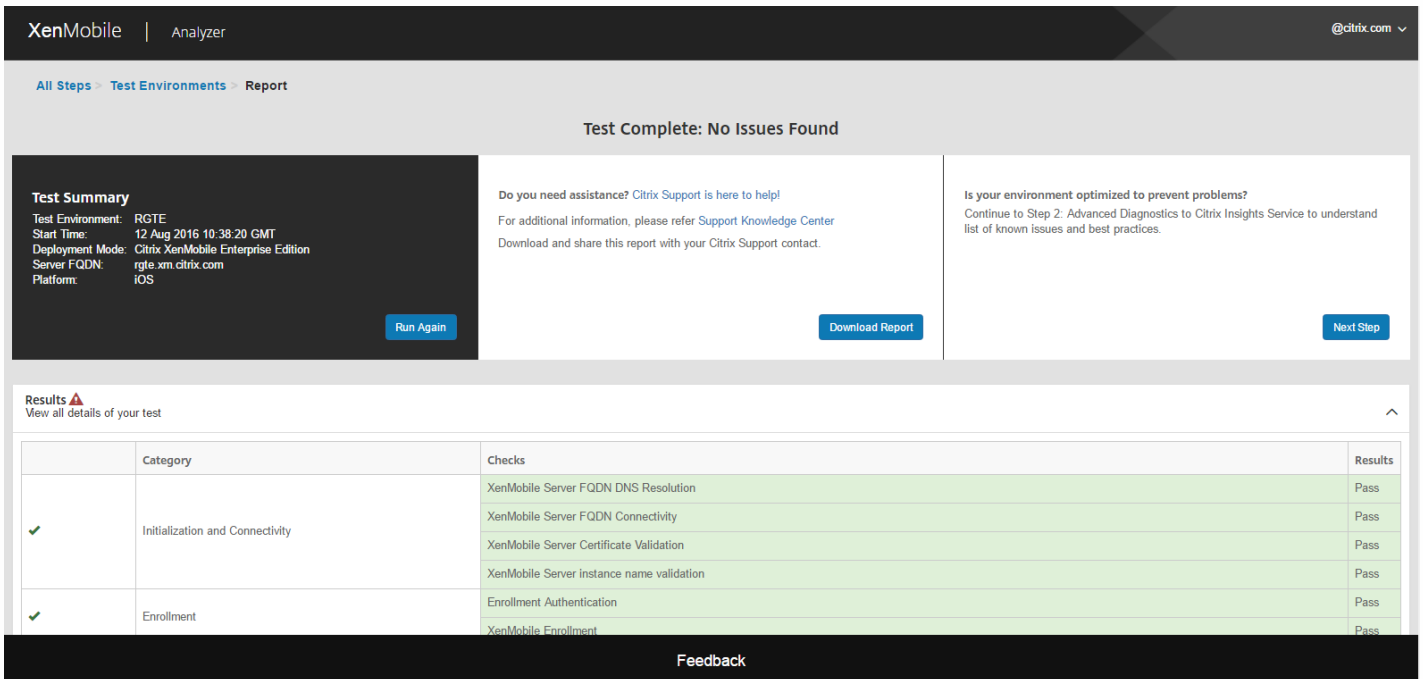 XenMobile | Analyzer
@citrix.com
All Steps > Test Environments > Report
Test Complete: No Issues Found
Test Summary
Test Environment: RGTE
Start Time: 12 Aug 2016 10:38:20 GMT
Deployment Mode: Citrix XenMobile Enterprise Edition
Server FQDN: rgte.xm.citrix.com
Platform: iOS
Run Again
Do you need assistance? Citrix Support is here to help!
For additional information, please refer Support Knowledge Center
Download and share this report with your Citrix Support contact.
Download Report
Is your environment optimized to prevent problems?
Continue to Step 2: Advanced Diagnostics to Citrix Insights Service to understand
list of known issues and best practices.
Next Step
Results
View all details of your test
Category Checks Results
XenMobile Server FQDN DNS Resolution Pass
XenMobile Server FQDN Connectivity Pass
Initialization and Connectivity
XenMobile Server Certificate Validation Pass
XenMobile Server instance name validation Pass
Enrollment Authentication Pass
Enrollment
XenMobile Enrollment Pass
Feedback